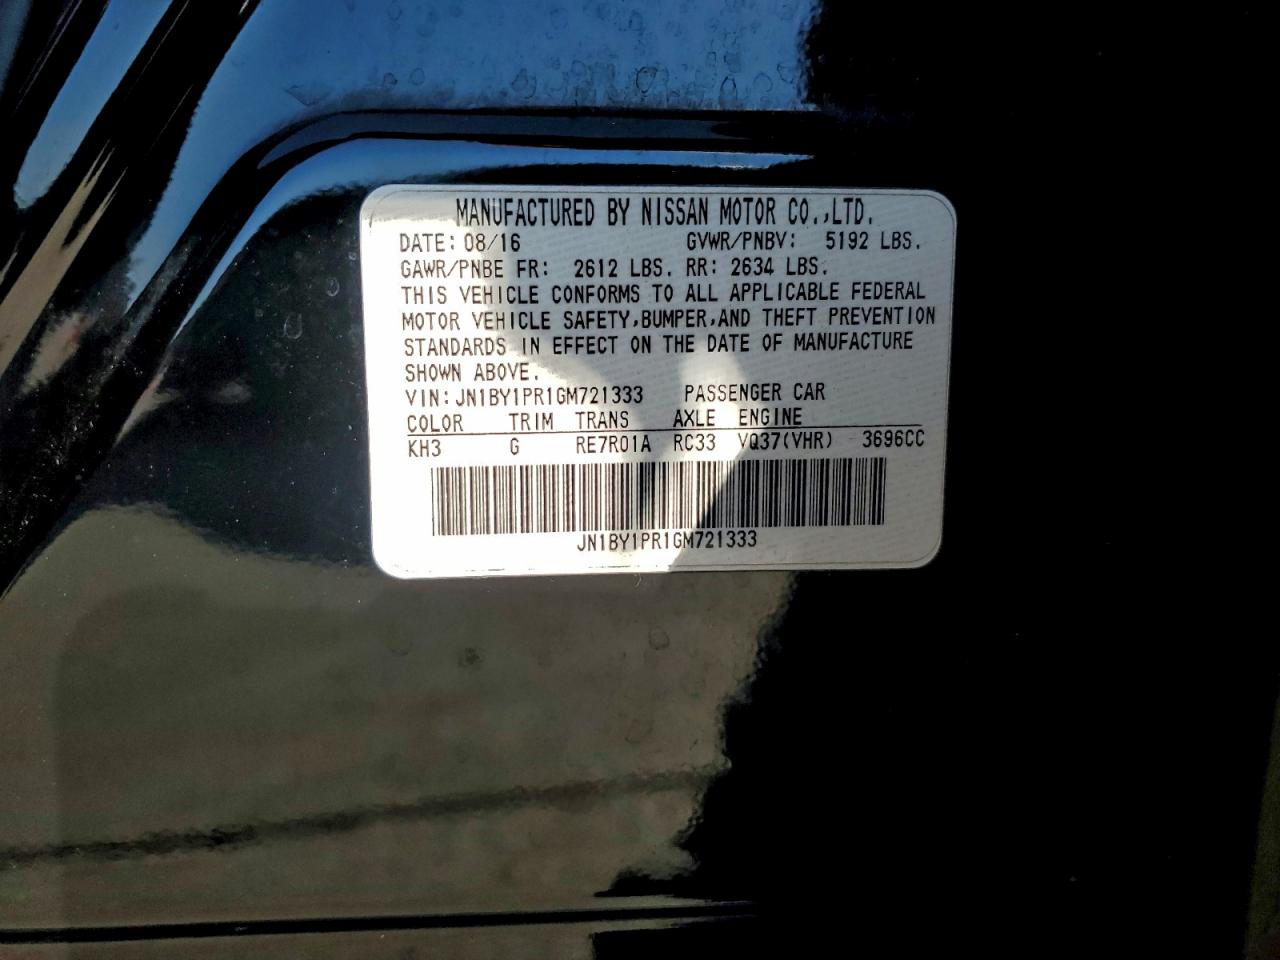 MANUFACTURED BY NISSAN MOTOR CO.,LTD.
DATE: 08/16 GVWR/PNBV: 5192 LBS.
GAWR/PNBE FR: 2612 LBS. RR: 2634 LBS.
THIS VEHICLE CONFORMS TO ALL APPLICABLE FEDERAL
MOTOR VEHICLE SAFETY,BUMPER,AND THEFT PREVENTION
STANDARDS IN EFFECT ON THE DATE OF MANUFACTURE
SHOWN ABOVE.
VIN:JN1BY1PR1GM721333 PASSENGER CAR
COLOR TRIM TRANS AXLE ENGINE
KH3 G RE7R01A RC33 VQ37(VHR) 3696CC
JN1BY1PR1GM721333